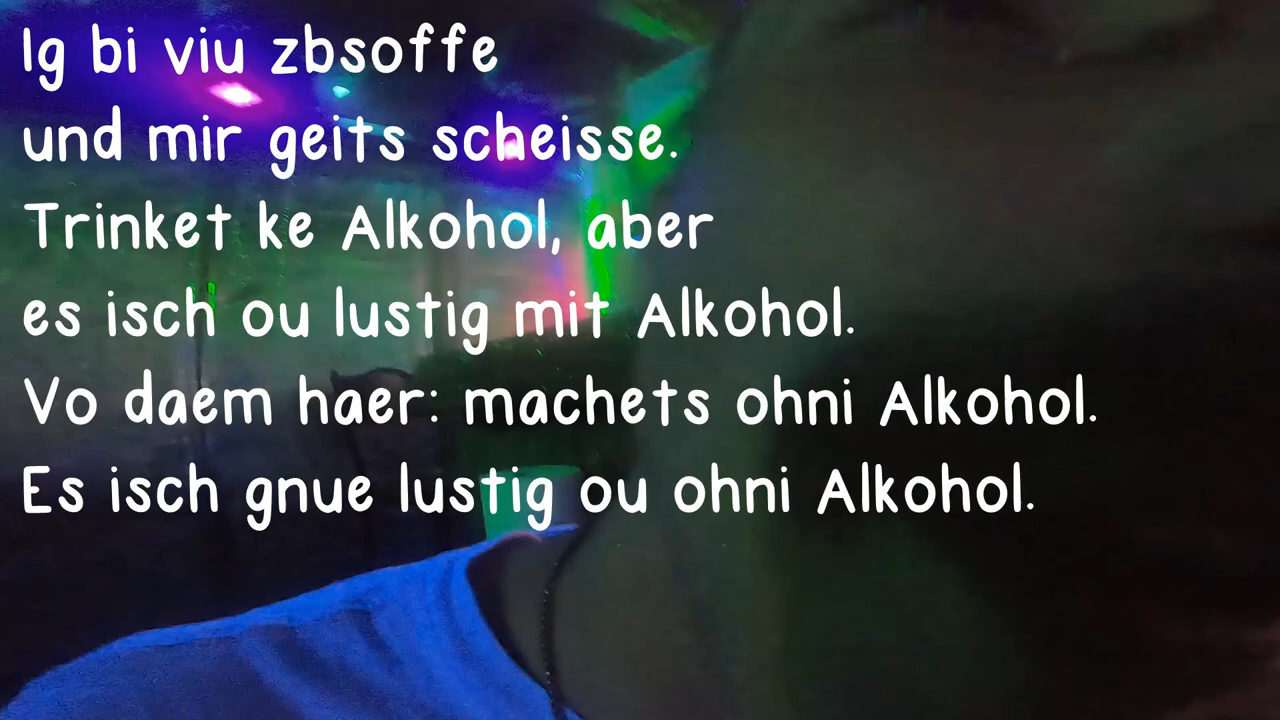 Ig bi viu zbsoffe
und mir geits scheisse.
Trinket ke Alkohol, aber
es isch ou lustig mit Alkohol.
Vo daem haer: machets ohni Alkohol.
Es isch gnue lustig ou ohni Alkohol.